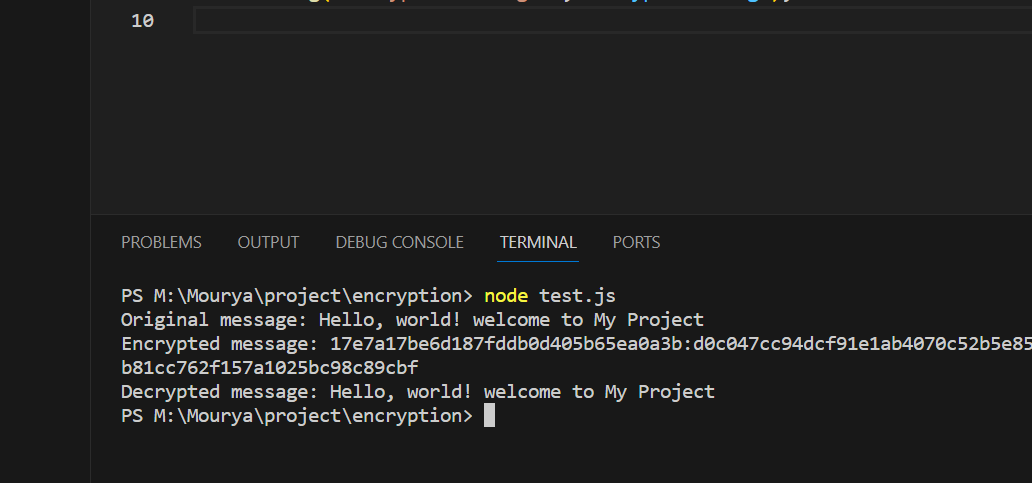 10
PROBLEMS OUTPUT DEBUG CONSOLE TERMINAL PORTS
PS M:\Mourya\project\encryption> node test.js
Original message: Hello, world! welcome to My Project
Encrypted message: 17e7a17be6d187fddb0d405b65ea0a3b:d0c047cc94dcf91e1ab4070c52b5e85
b81cc762f157a1025bc98c89cbf
Decrypted message: Hello, world! welcome to My Project
PS M:\Mourya\project\encryption>